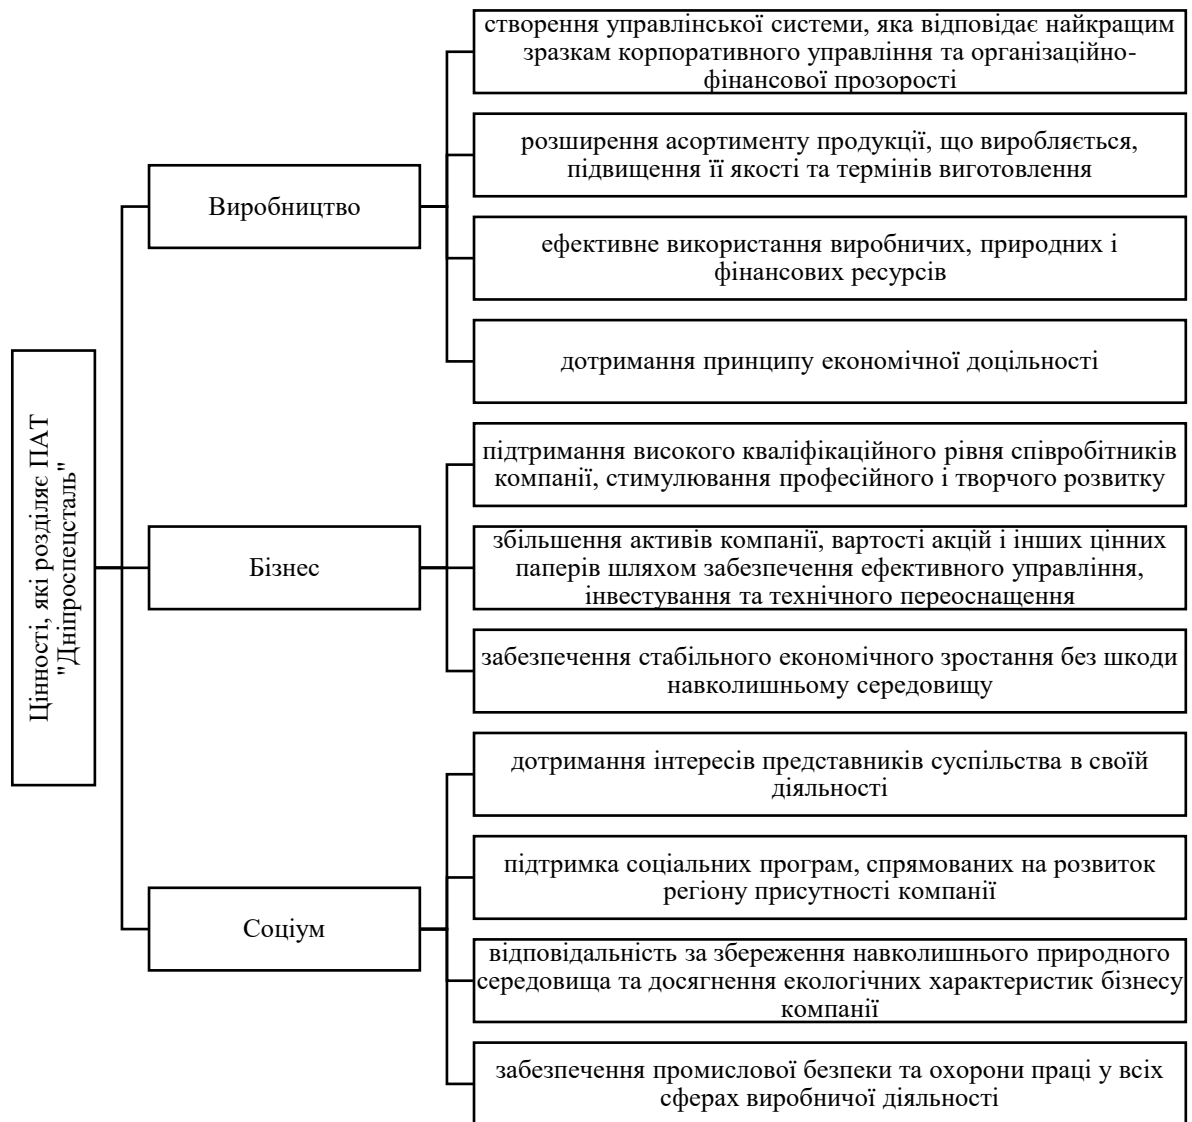 Цінності, які розділяє ПАТ
"Дніпроспецсталь"
Виробництво
створення управлінської системи, яка відповідає найкращим
зразкам корпоративного управління та організаційно-
фінансової прозорості
розширення асортименту продукції, що виробляється,
підвищення її якості та термінів виготовлення
ефективне використання виробничих, природних і
фінансових ресурсів
дотримання принципу економічної доцільності
Бізнес
підтримання високого кваліфікаційного рівня співробітників
компанії, стимулювання професійного і творчого розвитку
збільшення активів компанії, вартості акцій і інших цінних
паперів шляхом забезпечення ефективного управління,
інвестування та технічного переоснащення
забезпечення стабільного економічного зростання без шкоди
навколишньому середовищу
Соціум
дотримання інтересів представників суспільства в своїй
діяльності
підтримка соціальних програм, спрямованих на розвиток
регіону присутності компанії
відповідальність за збереження навколишнього природного
середовища та досягнення екологічних характеристик бізнесу
компанії
забезпечення промислової безпеки та охорони праці у всіх
сферах виробничої діяльності